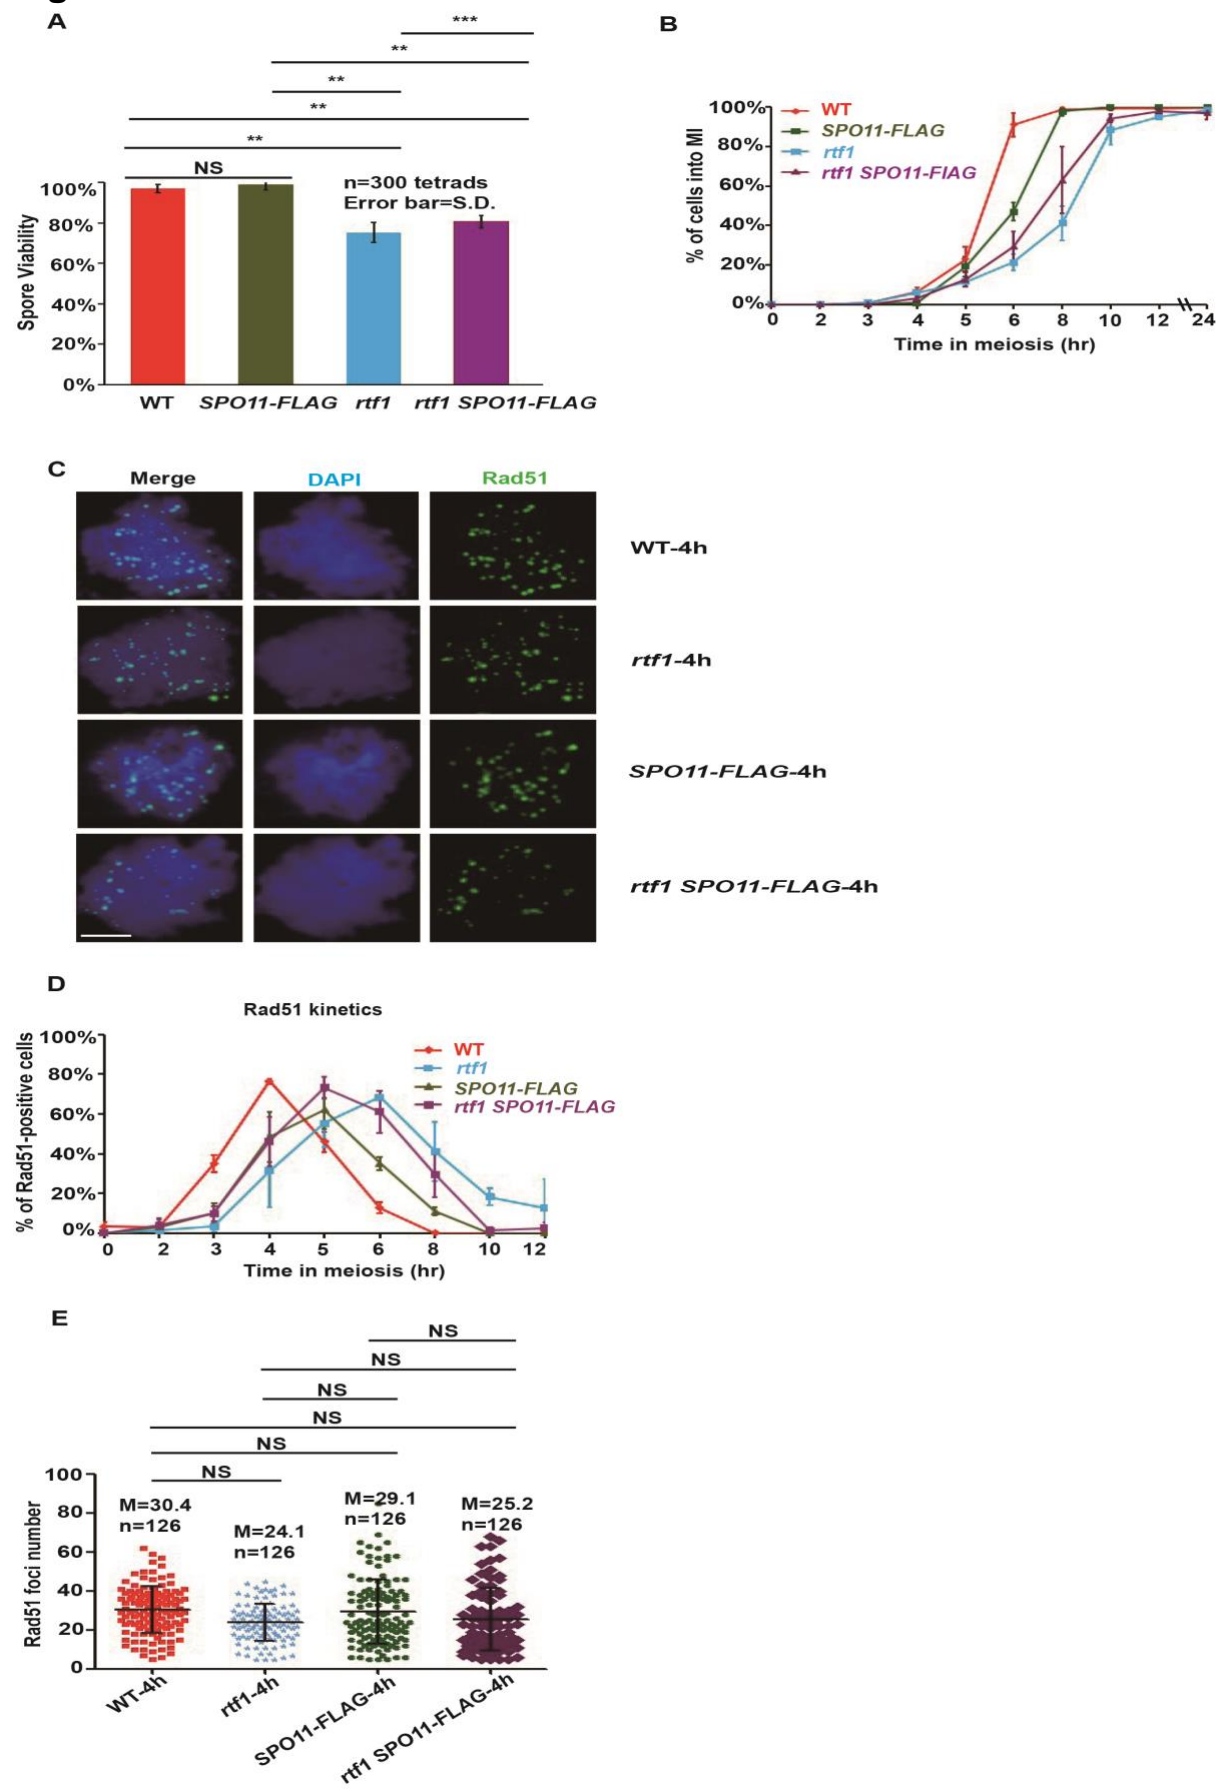 A
***
**
**
**
**
NS
n=300 tetrads
Error bar=S.D.
100%
80%
60%
40%
20%
0%
Spore Viability
WT SPO11-FLAG rtf1 rtf1 SPO11-FLAG
B
WT
SPO11-FLAG
rtf1
rtf1 SPO11-FlAG
100%
80%
60%
40%
20%
0%
% of cells into MI
0 2 3 4 5 6 8 10 12 24
Time in meiosis (hr)
C
Merge DAPI Rad51
WT-4h
rtf1-4h
SPO11-FLAG-4h
rtf1 SPO11-FLAG-4h
D
Rad51 kinetics
WT
rtf1
SPO11-FLAG
rtf1 SPO11-FLAG
100%
80%
60%
40%
20%
0%
% of Rad51-positive cells
0 2 3 4 5 6 8 10 12
Time in meiosis (hr)
E
NS
NS
NS
NS
NS
NS
M=30.4
n=126
M=24.1
n=126
M=29.1
n=126
M=25.2
n=126
100
80
60
40
20
0
Rad51 foci number
WT-4h
rtf1-4h
SPO11-FLAG-4h
rtf1 SPO11-FLAG-4h